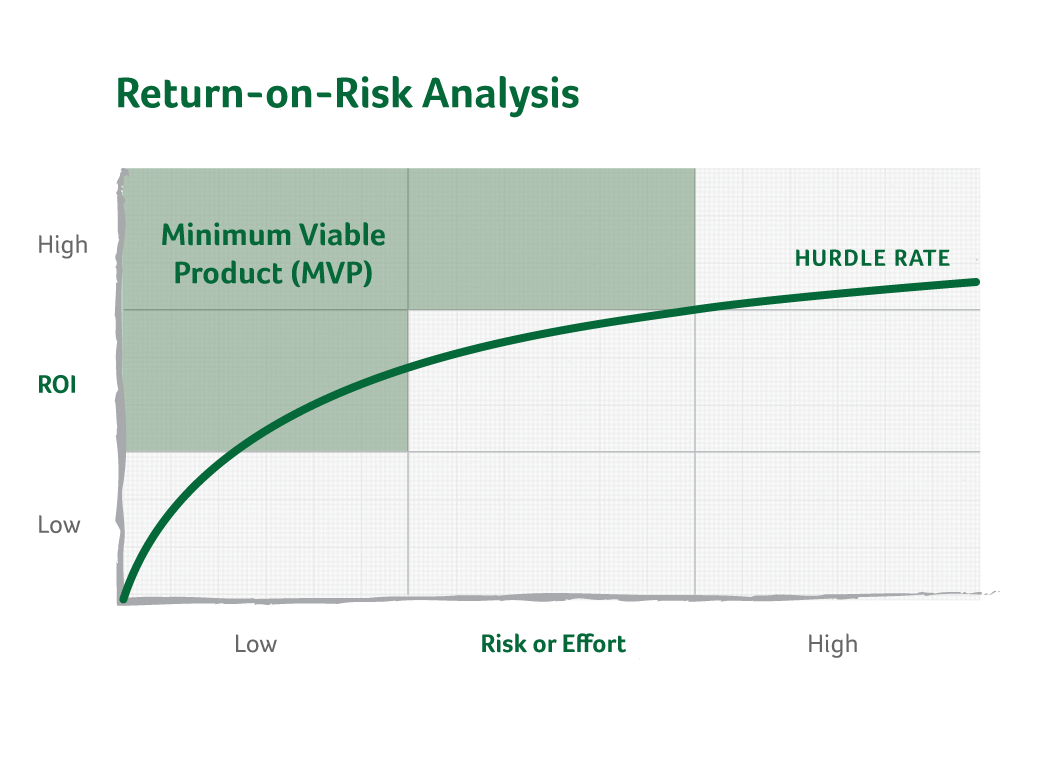 Return-on-Risk Analysis
Minimum Viable
Product (MVP)
High
HURDLE RATE
ROI
Low
Low
Risk or Effort
High